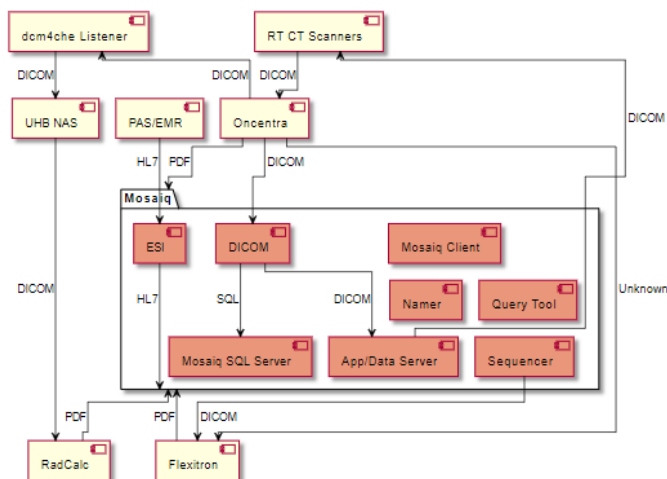 dcm4che Listener
RT CT Scanners
DICOM
DICOM
DICOM
UHB NAS
PAS/EMR
Oncentra
DICOM
HL7
PDF
DICOM
Mosaiq
ESI
DICOM
Mosaiq Client
DICOM
HL7
SQL
DICOM
Namer
Query Tool
Unknown
Mosaiq SQL Server
App/Data Server
Sequencer
PDF
PDF
DICOM
RadCalc
Flexitron